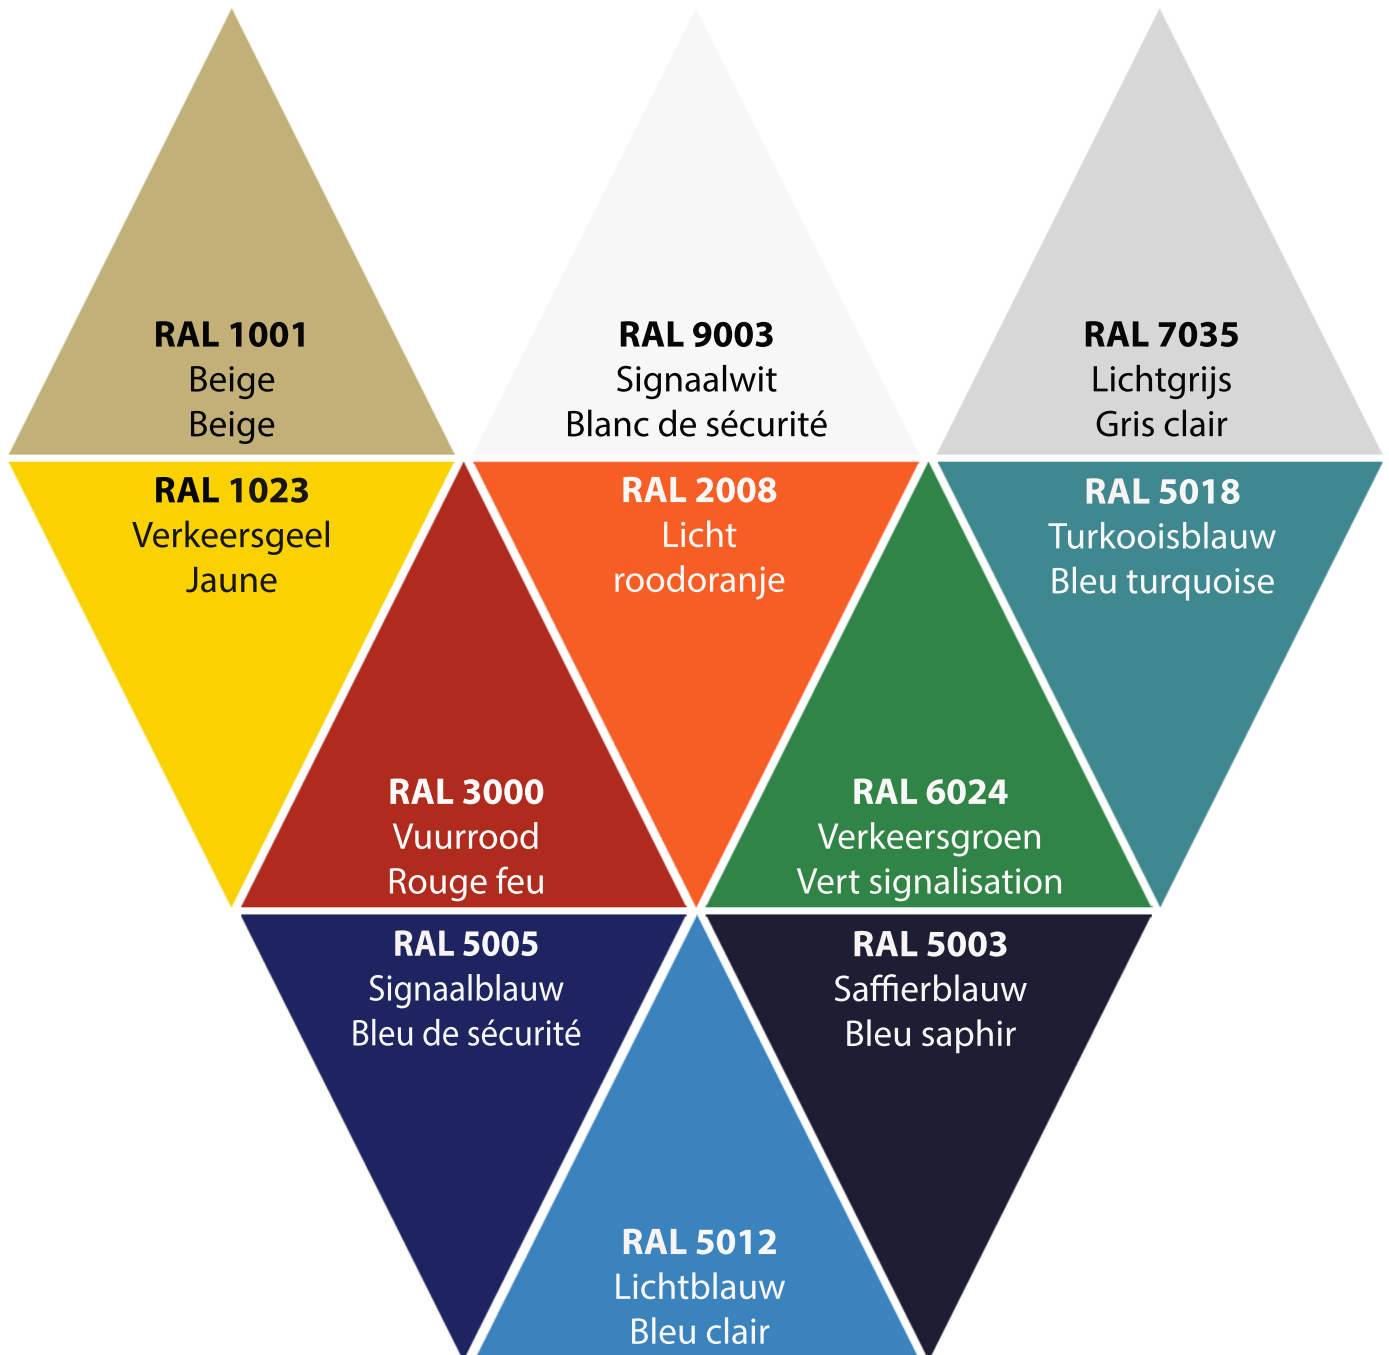 RAL 1001
Beige
Beige
RAL 9003
Signaalwit
Blanc de sécurité
RAL 7035
Lichtgrijs
Gris clair
RAL 1023
Verkeersgeel
Jaune
RAL 2008
Licht
roodoranje
RAL 5018
Turkooisblauw
Bleu turquoise
RAL 3000
Vuurrood
Rouge feu
RAL 6024
Verkeersgroen
Vert signalisation
RAL 5005
Signaalblauw
Bleu de sécurité
RAL 5003
Saffierblauw
Bleu saphir
RAL 5012
Lichtblauw
Bleu clair